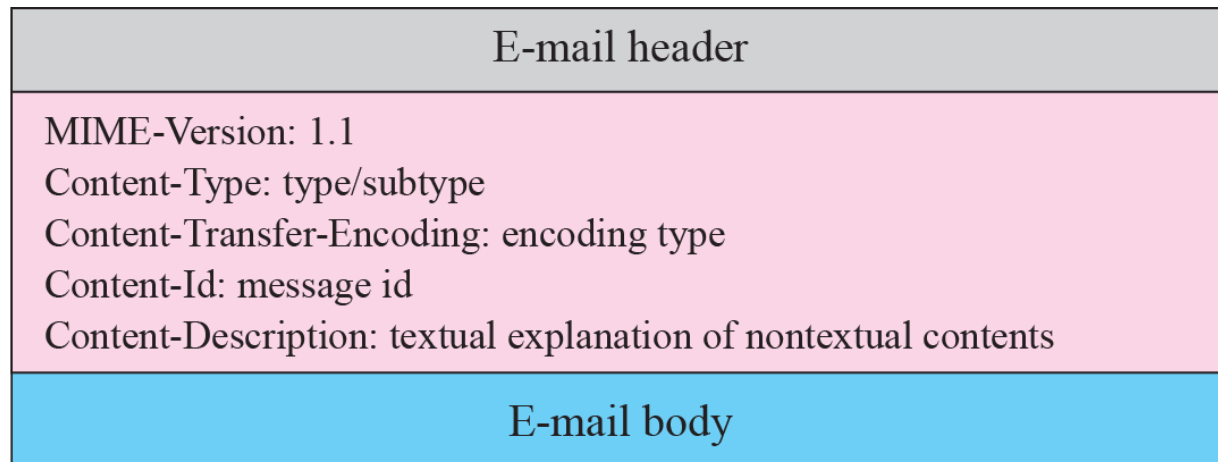 E-mail header
MIME-Version: 1.1
Content-Type: type/subtype
Content-Transfer-Encoding: encoding type
Content-Id: message id
Content-Description: textual explanation of nontextual contents
E-mail body